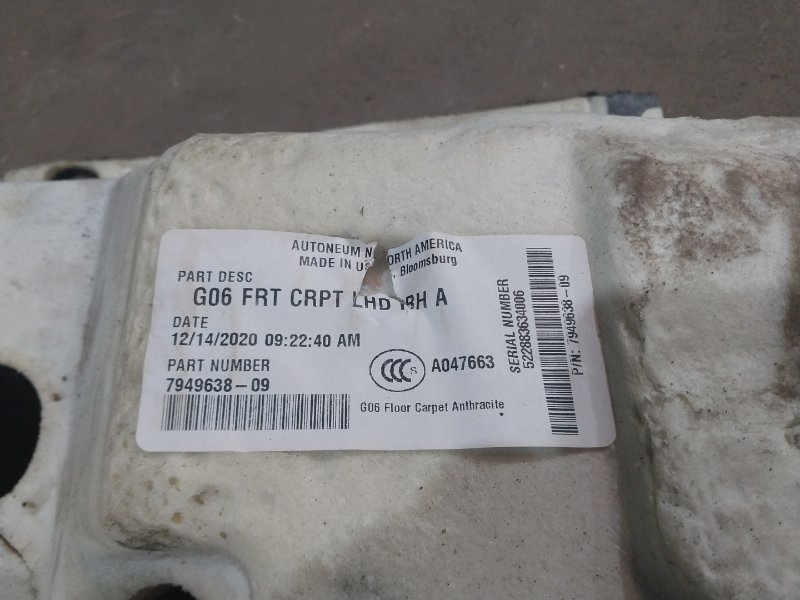 AUTONEUM NORTH AMERICA
MADE IN Bloomsburg
PART DESC
G06 FRT CRPT LHD A
DATE
12/14/2020 09:22:40 AM
PART NUMBER
7949638-09
CCC S
A047663
G06 Floor Carpet Anthracite
SERIAL NUMBER
522883634006
P/N: 7949638-09